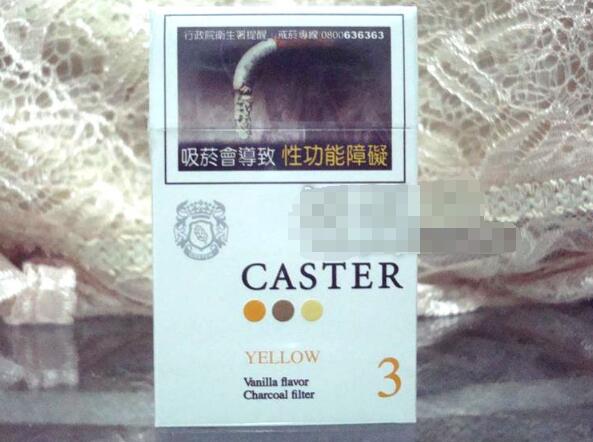 行政院衛生署提醒 戒菸專線 0800636363
吸菸會導致 性功能障礙
CASTER
YELLOW
3
Vanilla flavor
Charcoal filter